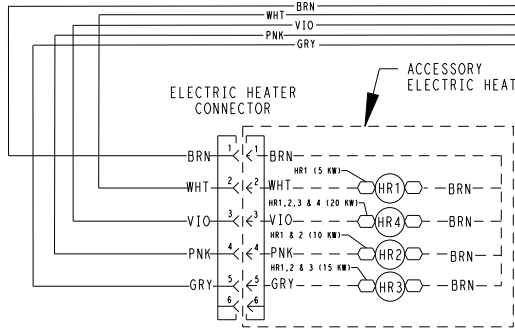 BRN
WHT
VIO
PNK
GRY
ACCESSORY
ELECTRIC HEAT
ELECTRIC HEATER
CONNECTOR
BRN 1 1 BRN
HR1 (5 KW)
WHT 2 2 WHT HR1 BRN
HR1,2,3 & 4 (20 KW)
VIO 3 3 VIO HR4 BRN
HR1 & 2 (10 KW)
PNK 4 4 PNK HR2 BRN
HR1,2 & 3 (15 KW)
GRY 5 5 GRY HR3 BRN
6 6